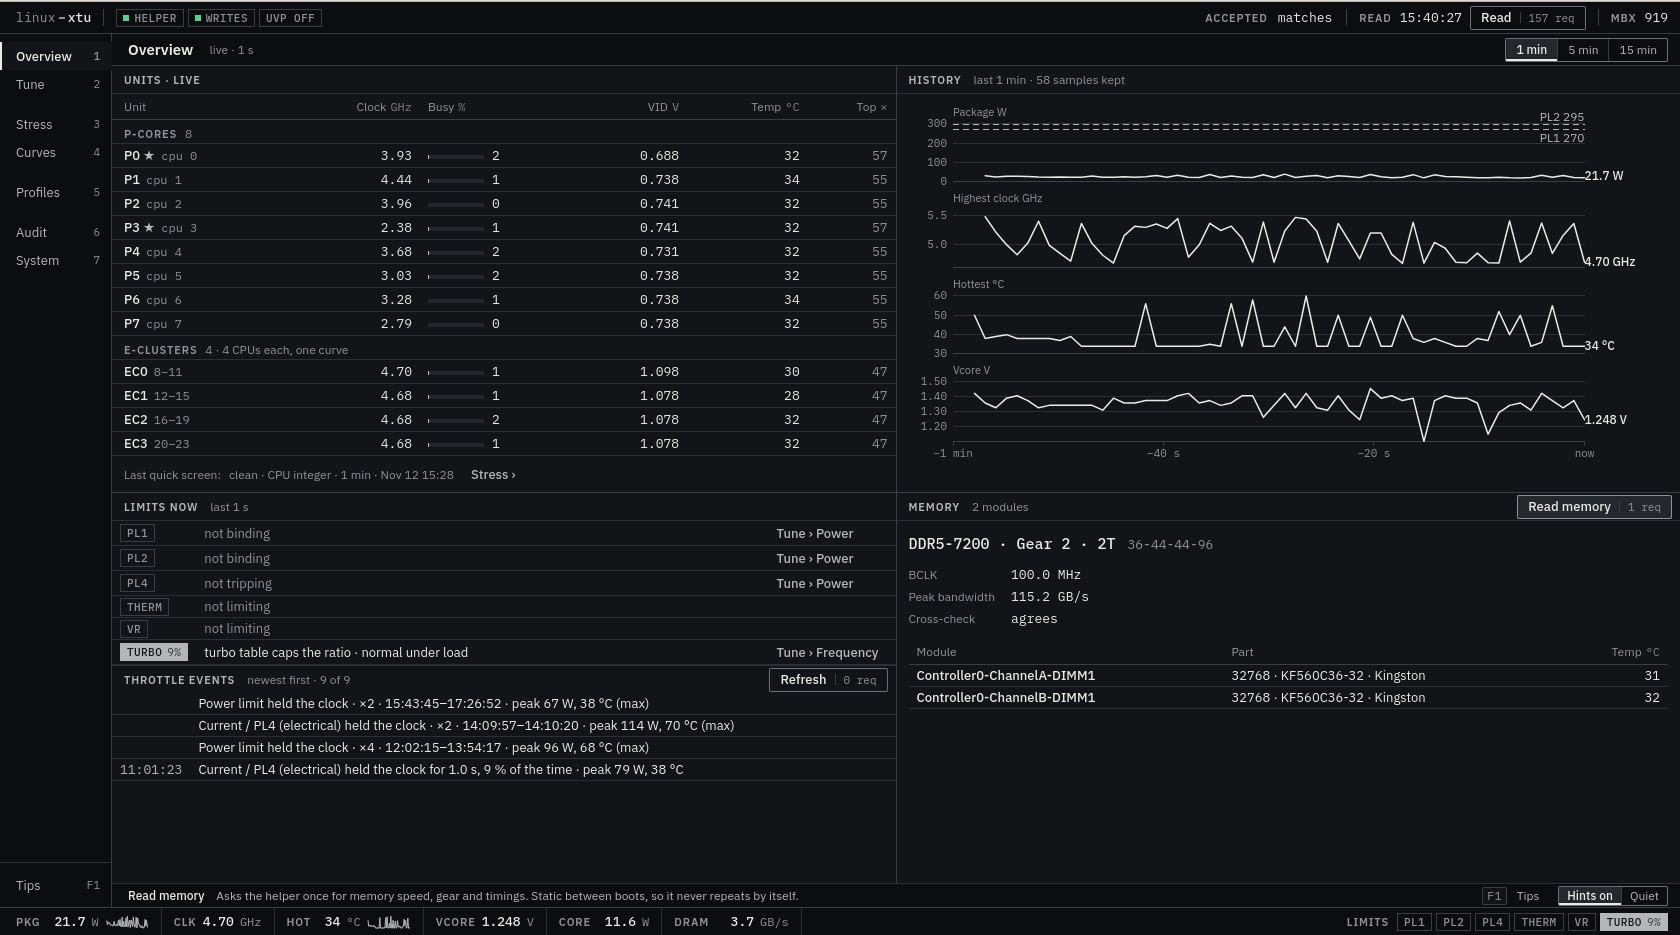 linux-xtu HELPER WRITES UVP OFF ACCEPTED matches READ 15:40:27 Read 157 req MBX 919
Overview 1
Tune 2
Stress 3
Curves 4
Profiles 5
Audit 6
System 7
Tips F1
Overview live · 1 s 1 min 5 min 15 min
UNITS · LIVE
Unit Clock GHz Busy % VID V Temp °C Top ×
P-CORES 8
P0 ★ cpu 0 3.93 2 0.688 32 57
P1 cpu 1 4.44 1 0.738 34 55
P2 cpu 2 3.96 0 0.741 32 55
P3 ★ cpu 3 2.38 1 0.741 32 57
P4 cpu 4 3.68 2 0.731 32 55
P5 cpu 5 3.03 2 0.738 32 55
P6 cpu 6 3.28 1 0.738 34 55
P7 cpu 7 2.79 0 0.738 32 55
E-CLUSTERS 4 · 4 CPUs each, one curve
EC0 8–11 4.70 1 1.098 30 47
EC1 12–15 4.68 1 1.078 28 47
EC2 16–19 4.68 2 1.078 32 47
EC3 20–23 4.68 1 1.078 32 47
Last quick screen: clean · CPU integer · 1 min · Nov 12 15:28 Stress ›
HISTORY last 1 min · 58 samples kept
Package W
300
200
100
0
PL2 295
PL1 270
21.7 W
Highest clock GHz
5.5
5.0
4.70 GHz
Hottest °C
60
50
40
30
34 °C
Vcore V
1.50
1.40
1.30
1.20
1.248 V
−1 min −40 s −20 s now
LIMITS NOW last 1 s
PL1 not binding Tune › Power
PL2 not binding Tune › Power
PL4 not tripping Tune › Power
THERM not limiting
VR not limiting
TURBO 9% turbo table caps the ratio · normal under load Tune › Frequency
THROTTLE EVENTS newest first · 9 of 9 Refresh 0 req
Power limit held the clock · ×2 · 15:43:45–17:26:52 · peak 67 W, 38 °C (max)
Current / PL4 (electrical) held the clock · ×2 · 14:09:57–14:10:20 · peak 114 W, 70 °C (max)
Power limit held the clock · ×4 · 12:02:15–13:54:17 · peak 96 W, 68 °C (max)
11:01:23 Current / PL4 (electrical) held the clock for 1.0 s, 9 % of the time · peak 79 W, 38 °C
MEMORY 2 modules Read memory 1 req
DDR5-7200 · Gear 2 · 2T 36-44-44-96
BCLK 100.0 MHz
Peak bandwidth 115.2 GB/s
Cross-check agrees
Module Part Temp °C
Controller0-ChannelA-DIMM1 32768 · KF560C36-32 · Kingston 31
Controller0-ChannelB-DIMM1 32768 · KF560C36-32 · Kingston 32
Read memory Asks the helper once for memory speed, gear and timings. Static between boots, so it never repeats by itself. F1 Tips Hints on Quiet
PKG 21.7 W CLK 4.70 GHz HOT 34 °C VCORE 1.248 V CORE 11.6 W DRAM 3.7 GB/s LIMITS PL1 PL2 PL4 THERM VR TURBO 9%